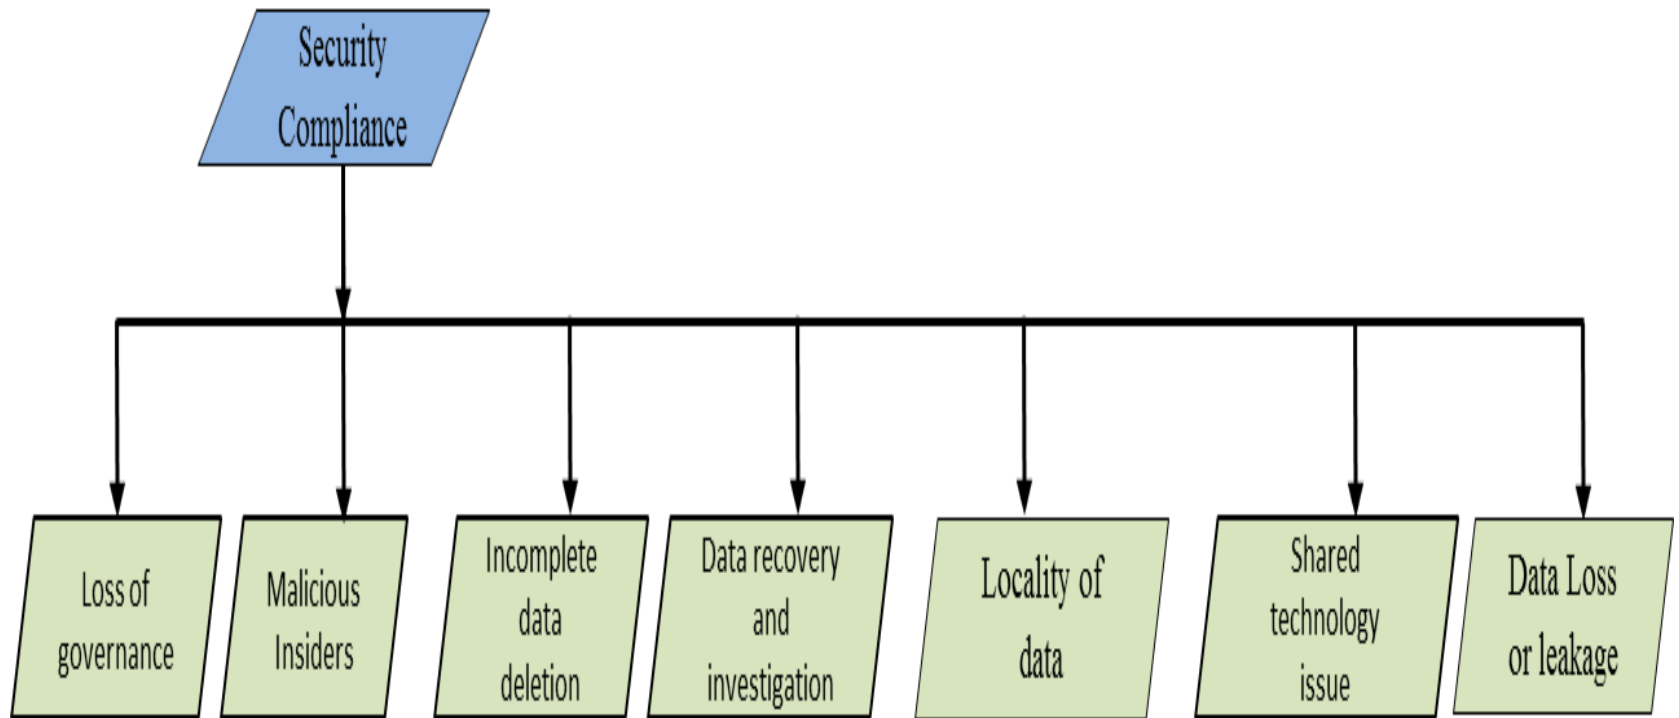 Security
Compliance
Loss of
governance
Malicious
Insiders
Incomplete
data
deletion
Data recovery
and
investigation
Locality of
data
Shared
technology
issue
Data Loss
or leakage